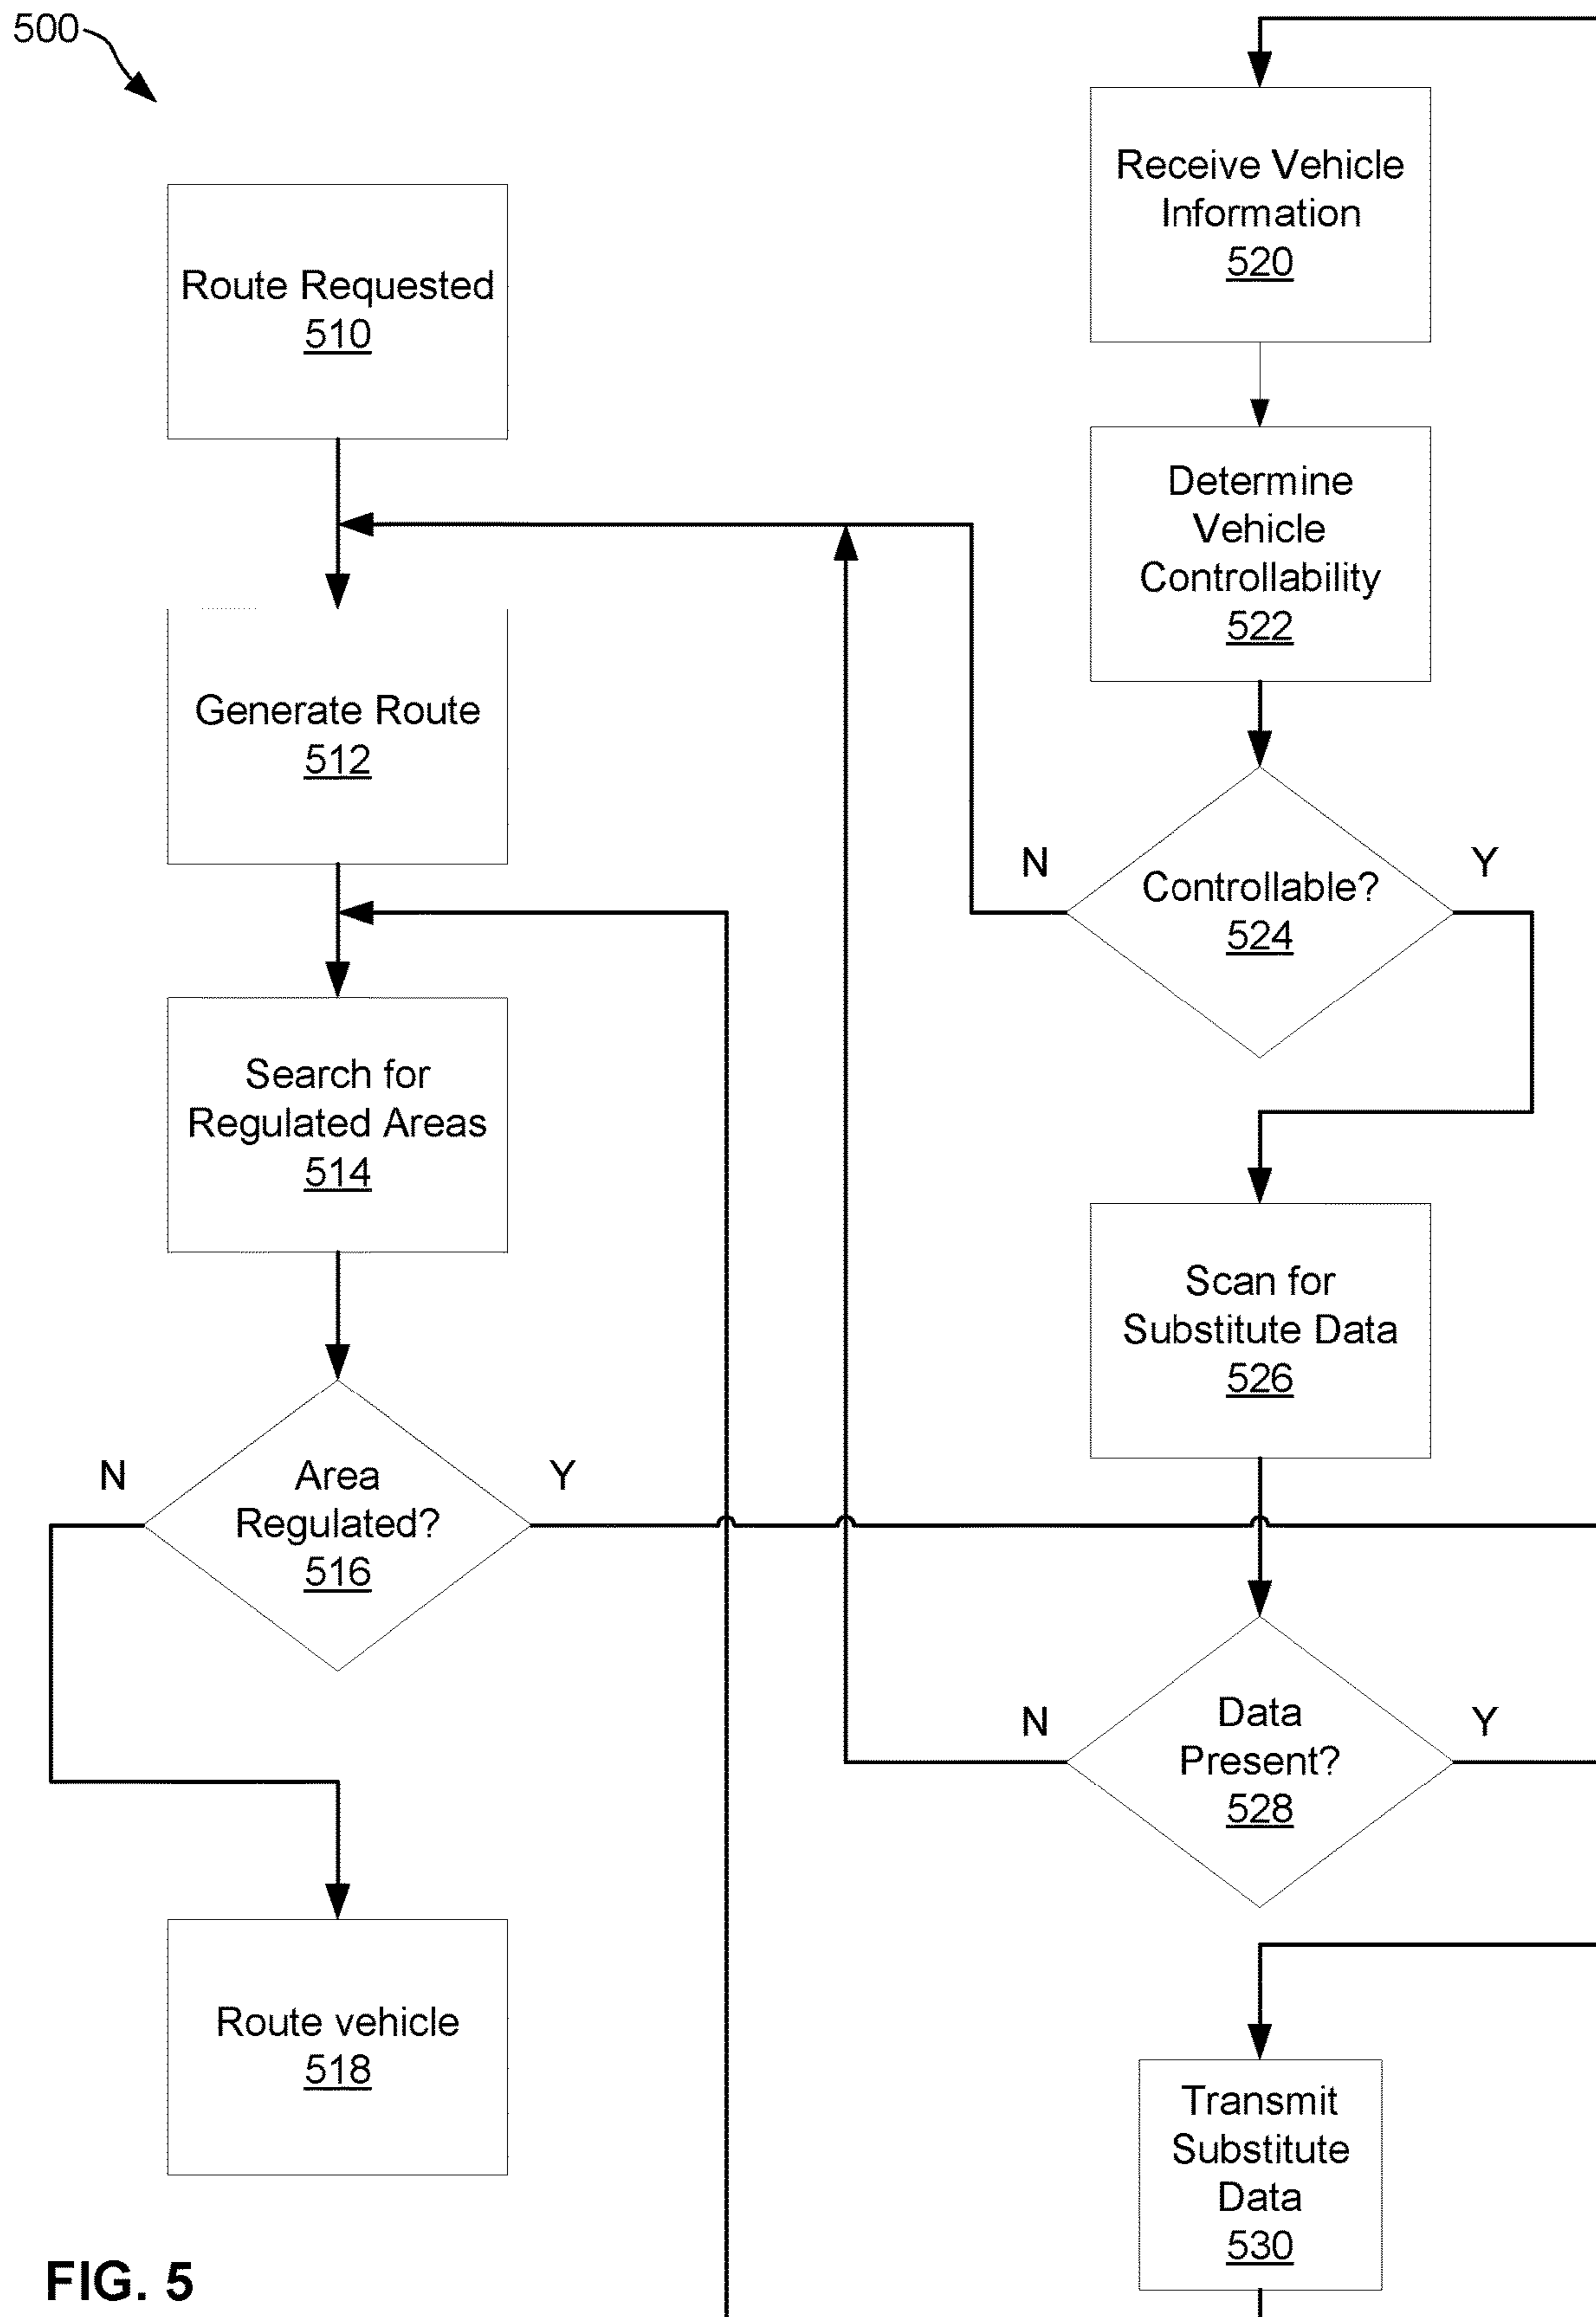 500
Route Requested
510
Generate Route
512
Search for
Regulated Areas
514
N
Area
Regulated?
516
Y
Route vehicle
518
Receive Vehicle
Information
520
Determine
Vehicle
Controllability
522
N
Controllable?
524
Y
Scan for
Substitute Data
526
N
Data
Present?
528
Y
Transmit
Substitute
Data
530
FIG. 5